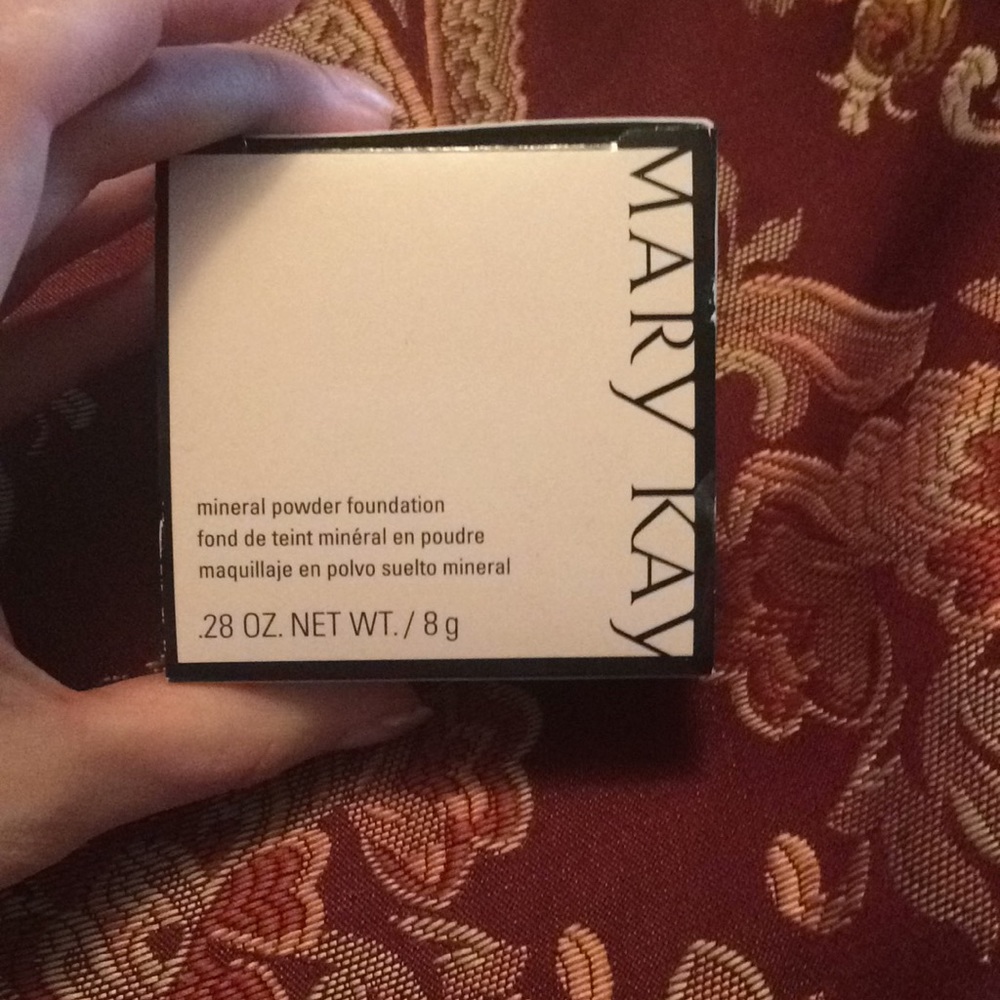 MARY KAY
mineral powder foundation
fond de teint minéral en poudre
maquillaje en polvo suelto mineral
.28 OZ. NET WT. / 8 g